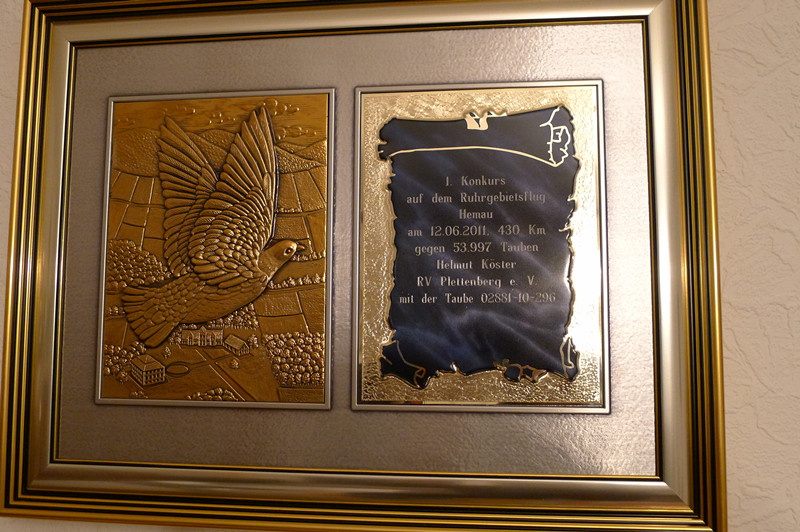 1. Konkurs
auf dem Ruhrgebietsflug
Hemau
am 12.06.2011, 430 Km
gegen 53.997 Tauben
Helmut Köster
RV Plettenberg e. V.
mit der Taube 02881-10-296